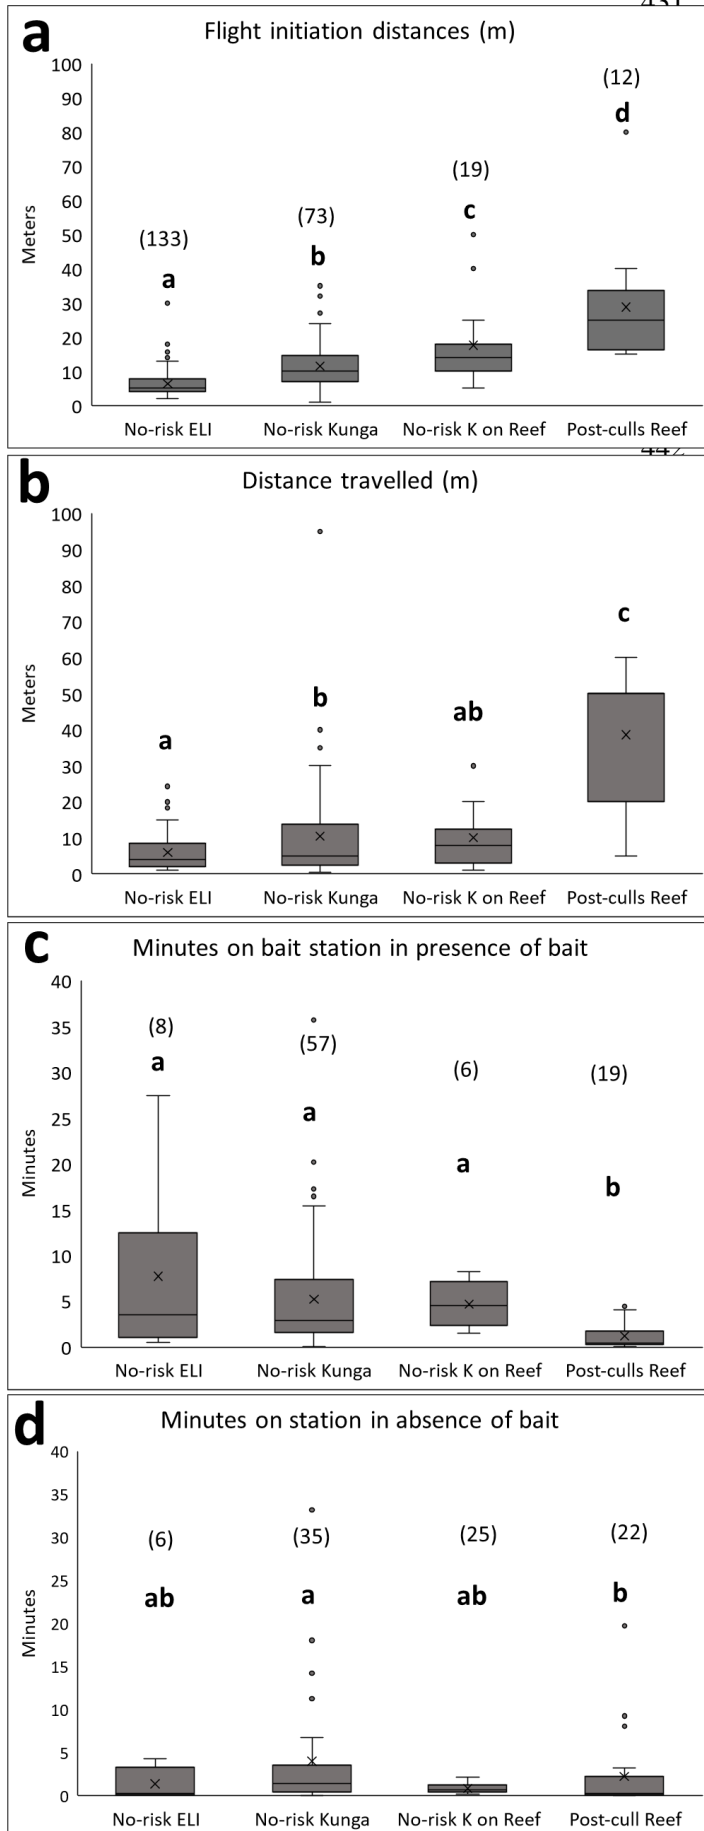 a
Flight initiation distances (m)
100
90
80
70
60
50
40
30
20
10
0
Meters
(133)
a
(73)
b
(19)
c
(12)
d
No-risk ELI No-risk Kunga No-risk K on Reef Post-culls Reef
b
Distance travelled (m)
100
90
80
70
60
50
40
30
20
10
0
Meters
a
b
ab
c
No-risk ELI No-risk Kunga No-risk K on Reef Post-culls Reef
c
Minutes on bait station in presence of bait
40
35
30
25
20
15
10
5
0
Minutes
(8)
a
(57)
a
(6)
a
(19)
b
No-risk ELI No-risk Kunga No-risk K on Reef Post-culls Reef
d
Minutes on station in absence of bait
40
35
30
25
20
15
10
5
0
Minutes
(6)
ab
(35)
a
(25)
ab
(22)
b
No-risk ELI No-risk Kunga No-risk K on Reef Post-cull Reef